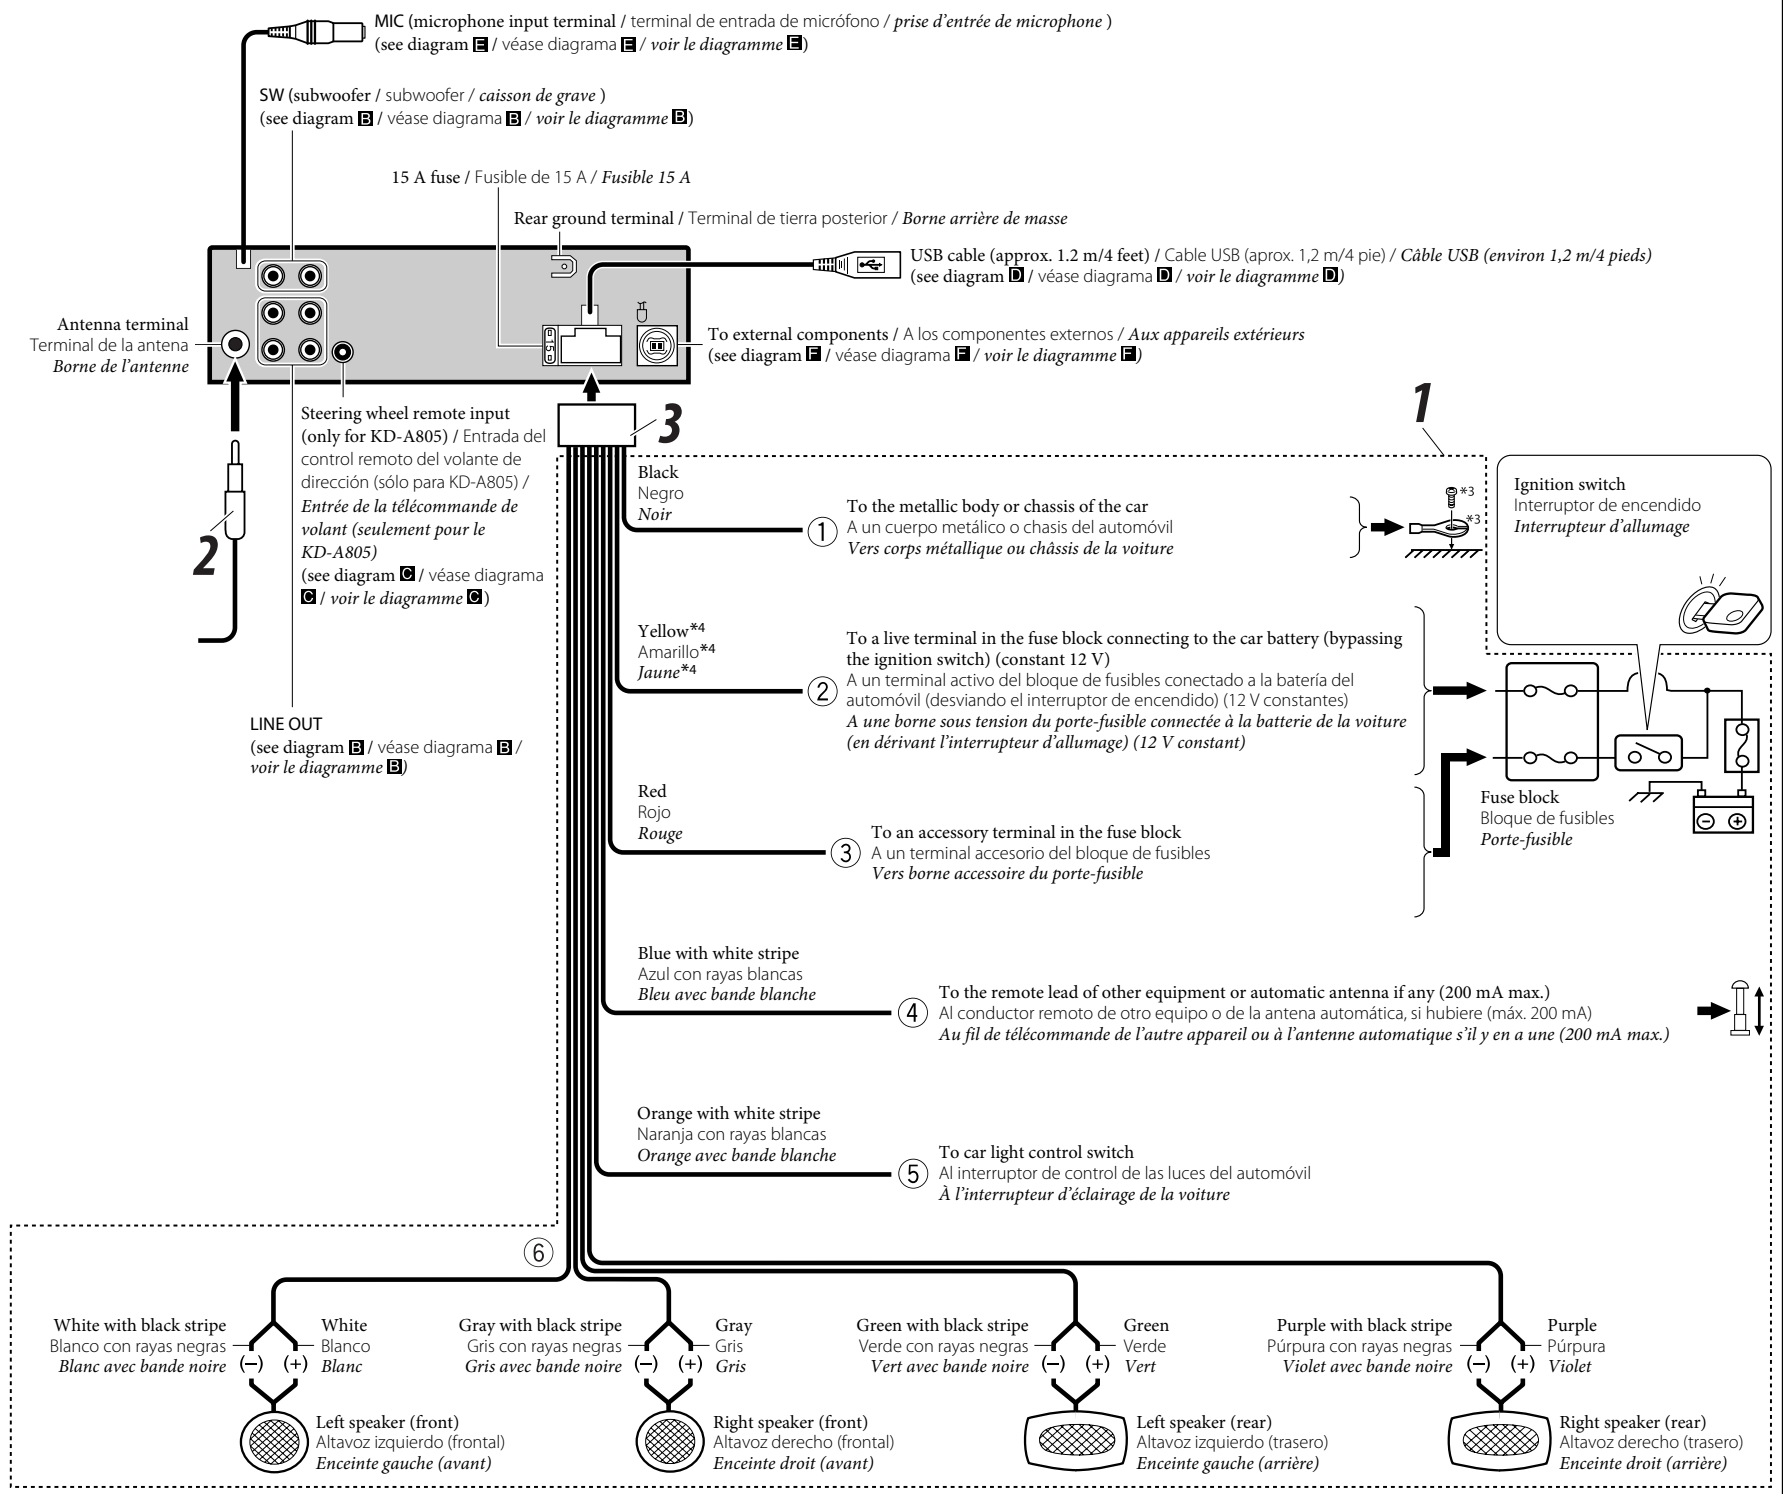 MIC (microphone input terminal / terminal de entrada de micrófono / prise d’entrée de microphone )
(see diagram E / véase diagrama E / voir le diagramme E)
SW (subwoofer / subwoofer / caisson de grave )
(see diagram B / véase diagrama B / voir le diagramme B)
15 A fuse / Fusible de 15 A / Fusible 15 A
Rear ground terminal / Terminal de tierra posterior / Borne arrière de masse
USB cable (approx. 1.2 m/4 feet) / Cable USB (aprox. 1,2 m/4 pie) / Câble USB (environ 1,2 m/4 pieds)
(see diagram D / véase diagrama D / voir le diagramme D)
Antenna terminal
Terminal de la antena
Borne de l’antenne
15
To external components / A los componentes externos / Aux appareils extérieurs
(see diagram F / véase diagrama F / voir le diagramme F)
Steering wheel remote input
(only for KD-A805) / Entrada del
control remoto del volante de
dirección (sólo para KD-A805) /
Entrée de la télécommande de
volant (seulement pour le
KD-A805)
(see diagram C / véase diagrama
C / voir le diagramme C)
2
3
1
LINE OUT
(see diagram B / véase diagrama B /
voir le diagramme B)
Black
Negro
Noir
①
To the metallic body or chassis of the car
A un cuerpo metálico o chasis del automóvil
Vers corps métallique ou châssis de la voiture
*3
*3
Ignition switch
Interruptor de encendido
Interrupteur d’allumage
Yellow*4
Amarillo*4
Jaune*4
②
To a live terminal in the fuse block connecting to the car battery (bypassing
the ignition switch) (constant 12 V)
A un terminal activo del bloque de fusibles conectado a la batería del
automóvil (desviando el interruptor de encendido) (12 V constantes)
A une borne sous tension du porte-fusible connectée à la batterie de la voiture
(en dérivant l’interrupteur d’allumage) (12 V constant)
Fuse block
Bloque de fusibles
Porte-fusible
Red
Rojo
Rouge
③
To an accessory terminal in the fuse block
A un terminal accesorio del bloque de fusibles
Vers borne accessoire du porte-fusible
Blue with white stripe
Azul con rayas blancas
Bleu avec bande blanche
④
To the remote lead of other equipment or automatic antenna if any (200 mA max.)
Al conductor remoto de otro equipo o de la antena automática, si hubiere (máx. 200 mA)
Au fil de télécommande de l’autre appareil ou à l’antenne automatique s’il y en a une (200 mA max.)
Orange with white stripe
Naranja con rayas blancas
Orange avec bande blanche
⑤
To car light control switch
Al interruptor de control de las luces del automóvil
À l’interrupteur d’éclairage de la voiture
⑥
White with black stripe
Blanco con rayas negras
Blanc avec bande noire
(−) (+)
White
Blanco
Blanc
Left speaker (front)
Altavoz izquierdo (frontal)
Enceinte gauche (avant)
Gray with black stripe
Gris con rayas negras
Gris avec bande noire
(−) (+)
Gray
Gris
Gris
Right speaker (front)
Altavoz derecho (frontal)
Enceinte droit (avant)
Green with black stripe
Verde con rayas negras
Vert avec bande noire
(−) (+)
Green
Verde
Vert
Left speaker (rear)
Altavoz izquierdo (trasero)
Enceinte gauche (arrière)
Purple with black stripe
Púrpura con rayas negras
Violet avec bande noire
(−) (+)
Purple
Púrpura
Violet
Right speaker (rear)
Altavoz derecho (trasero)
Enceinte droit (arrière)